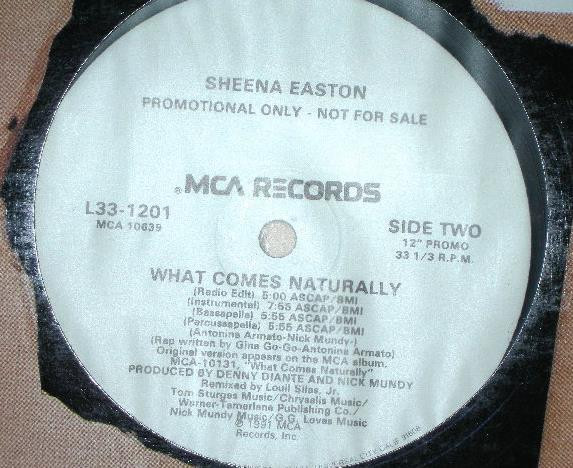 SHEENA EASTON
PROMOTIONAL ONLY - NOT FOR SALE
®MCA RECORDS
L33-1201
MCA 10639
SIDE TWO
12" PROMO
33 1/3 R.P.M.
WHAT COMES NATURALLY
(Radio Edit) 5:00 ASCAP/BMI
(Instrumental) 7:55 ASCAP/BMI
(Bassapella) 5:55 ASCAP/BMI
(Percussapella) 5:55 ASCAP/BMI
(Antonina Armato-Nick Mundy-)
(Rap written by Gina Go-Go-Antonina Armato)
Original version appears on the MCA album.
MCA-10131, "What Comes Naturally"
PRODUCED BY DENNY DIANTE AND NICK MUNDY
Remixed by Louil Silas, Jr.
Tom Sturges Music/Chrysalis Music/
Warner-Tamerlane Publishing Co./
Nick Mundy Music/G.G. Loves Music
℗ 1991 MCA
Records, Inc.